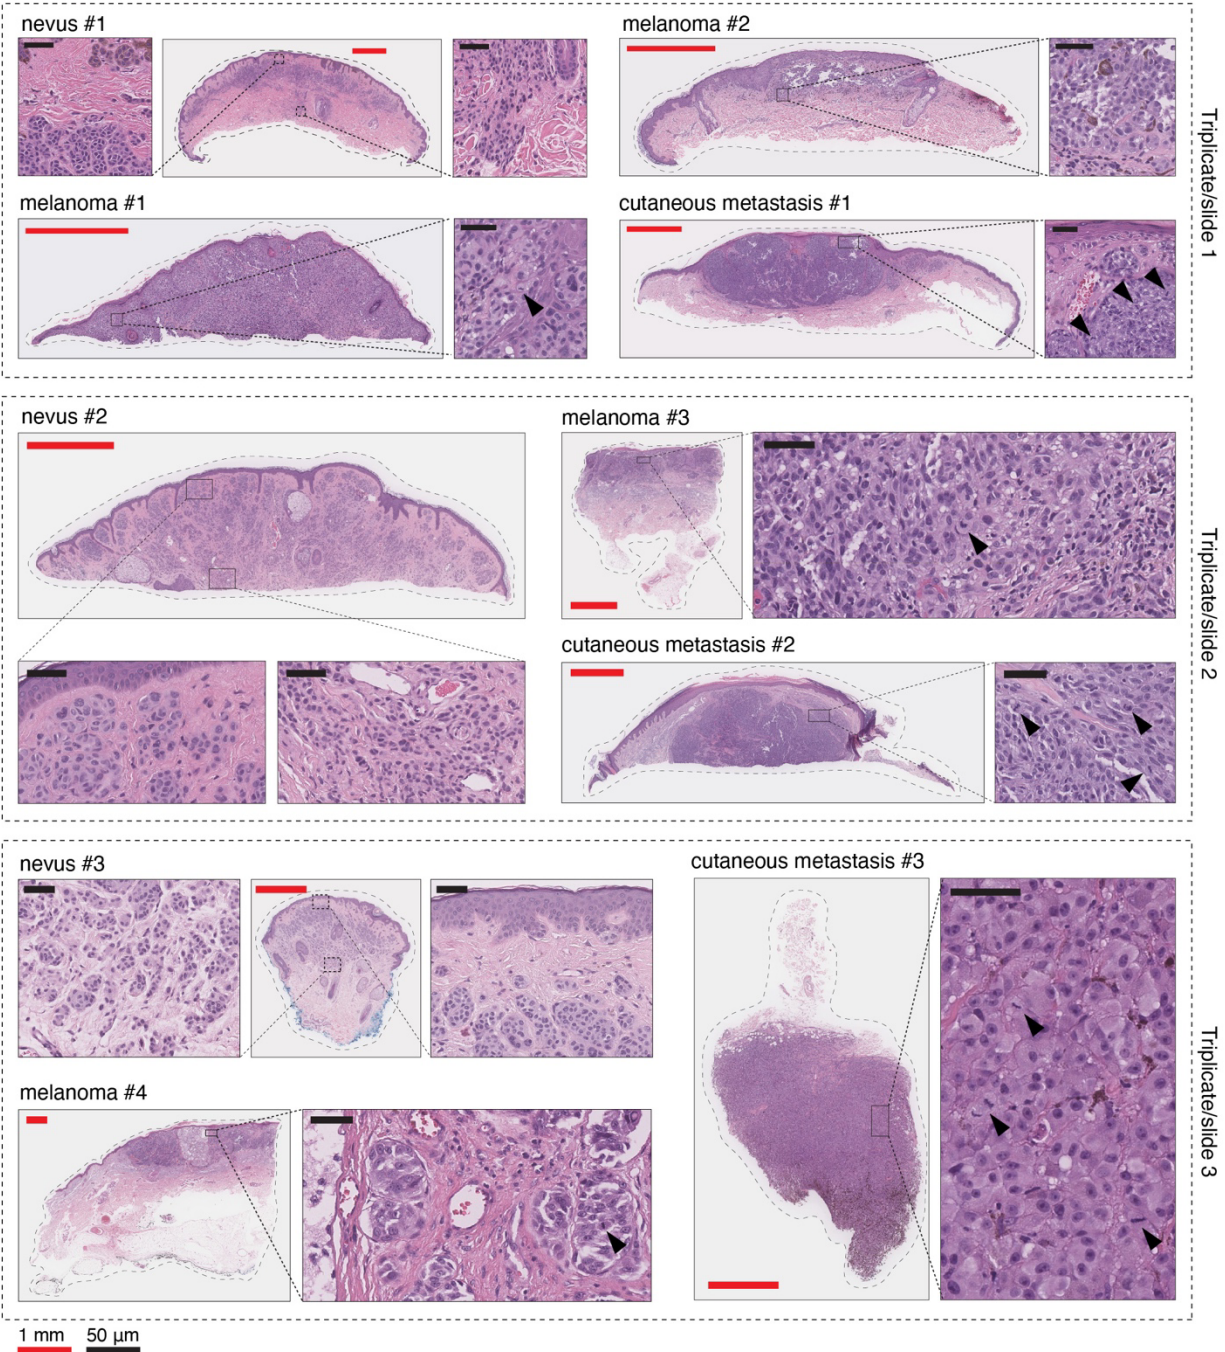 nevus #1
melanoma #2
melanoma #1
cutaneous metastasis #1
Triplicate/slide 1
nevus #2
melanoma #3
cutaneous metastasis #2
Triplicate/slide 2
nevus #3
cutaneous metastasis #3
melanoma #4
Triplicate/slide 3
1 mm
50 µm